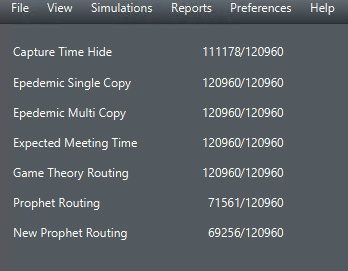 File View Simulations Reports Preferences Help
Capture Time Hide 111178/120960
Epedemic Single Copy 120960/120960
Epedemic Multi Copy 120960/120960
Expected Meeting Time 120960/120960
Game Theory Routing 120960/120960
Prophet Routing 71561/120960
New Prophet Routing 69256/120960